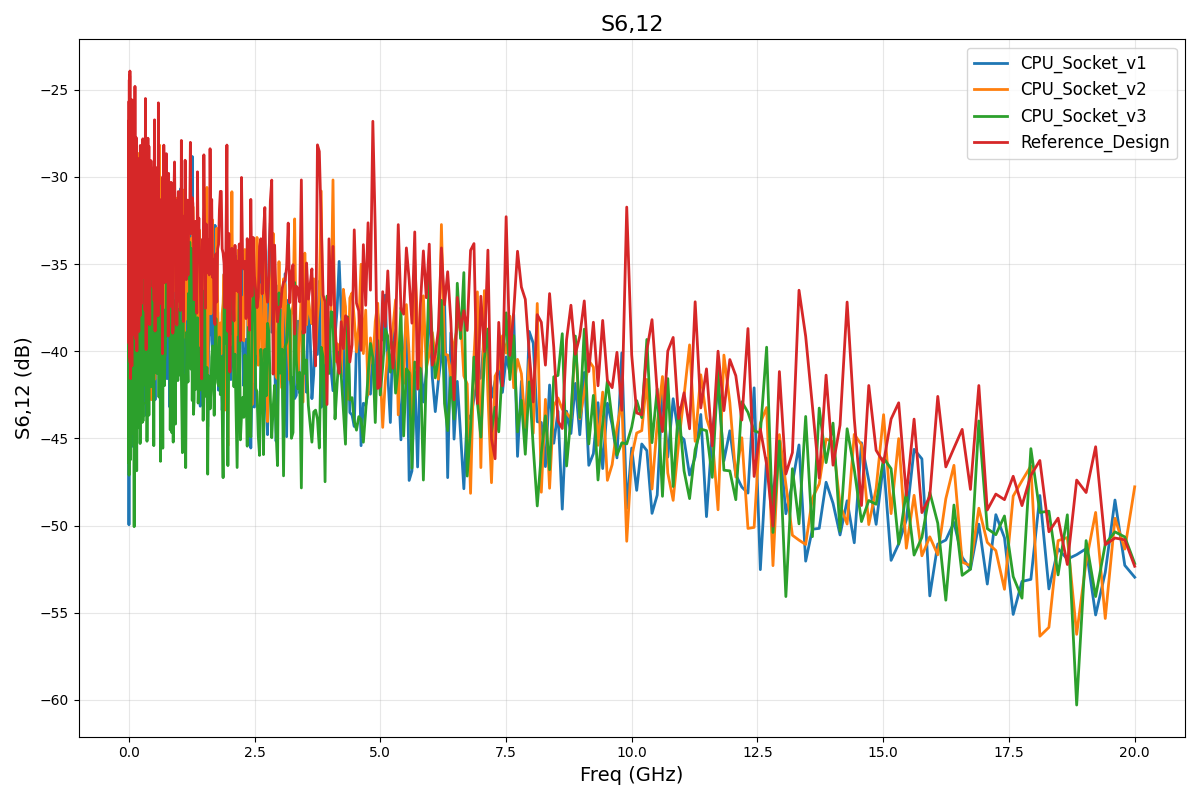 S6,12
CPU_Socket_v1
CPU_Socket_v2
CPU_Socket_v3
Reference_Design
S6,12 (dB)
−25
−30
−35
−40
−45
−50
−55
−60
0.0 2.5 5.0 7.5 10.0 12.5 15.0 17.5 20.0
Freq (GHz)